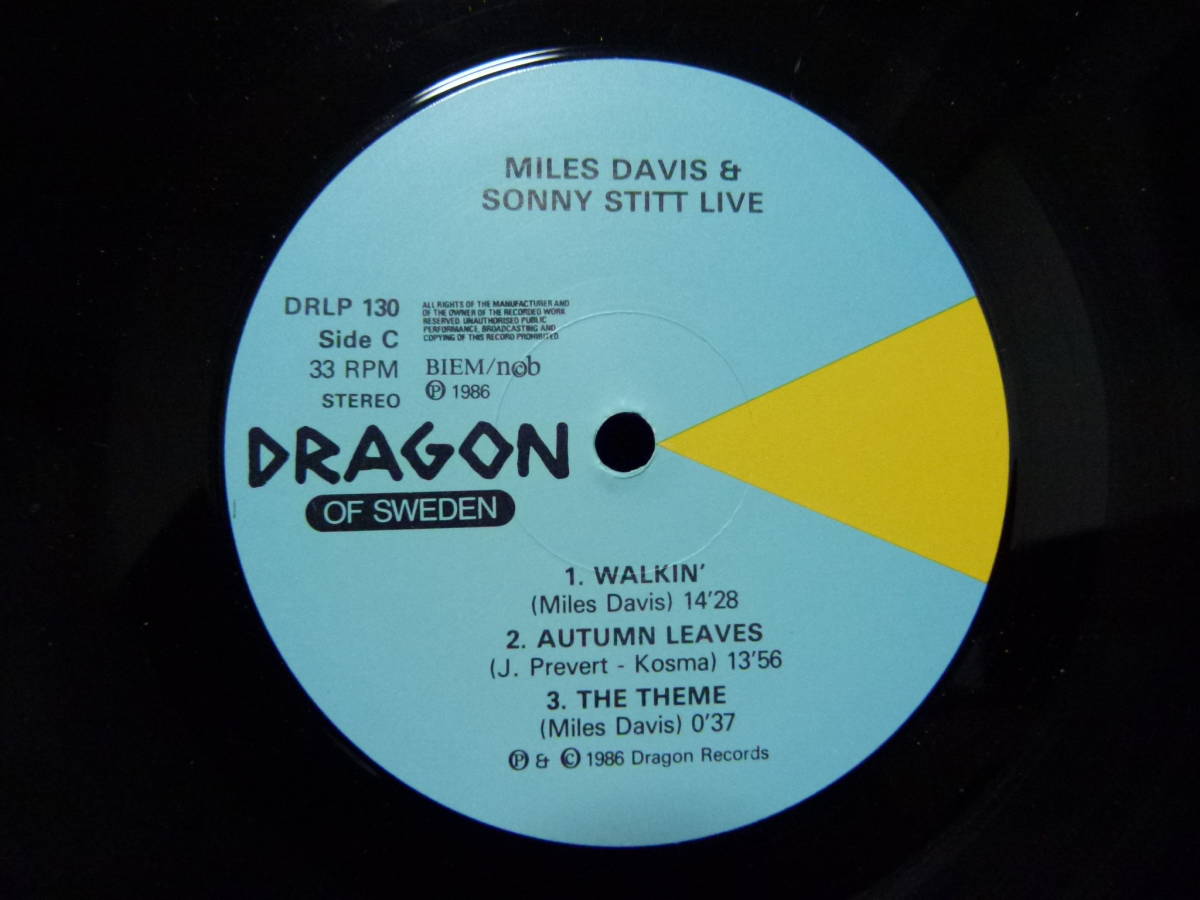 MILES DAVIS &
SONNY STITT LIVE
DRLP 130
Side C
33 RPM
STEREO
ALL RIGHTS OF THE MANUFACTURER AND
OF THE OWNER OF THE RECORDED WORK
RESERVED. UNAUTHORISED PUBLIC
PERFORMANCE, BROADCASTING AND
COPYING OF THIS RECORD PROHIBITED.
BIEM/n©b
℗ 1986
DRAGON
OF SWEDEN
1. WALKIN'
(Miles Davis) 14'28
2. AUTUMN LEAVES
(J. Prevert - Kosma) 13'56
3. THE THEME
(Miles Davis) 0'37
℗ & © 1986 Dragon Records